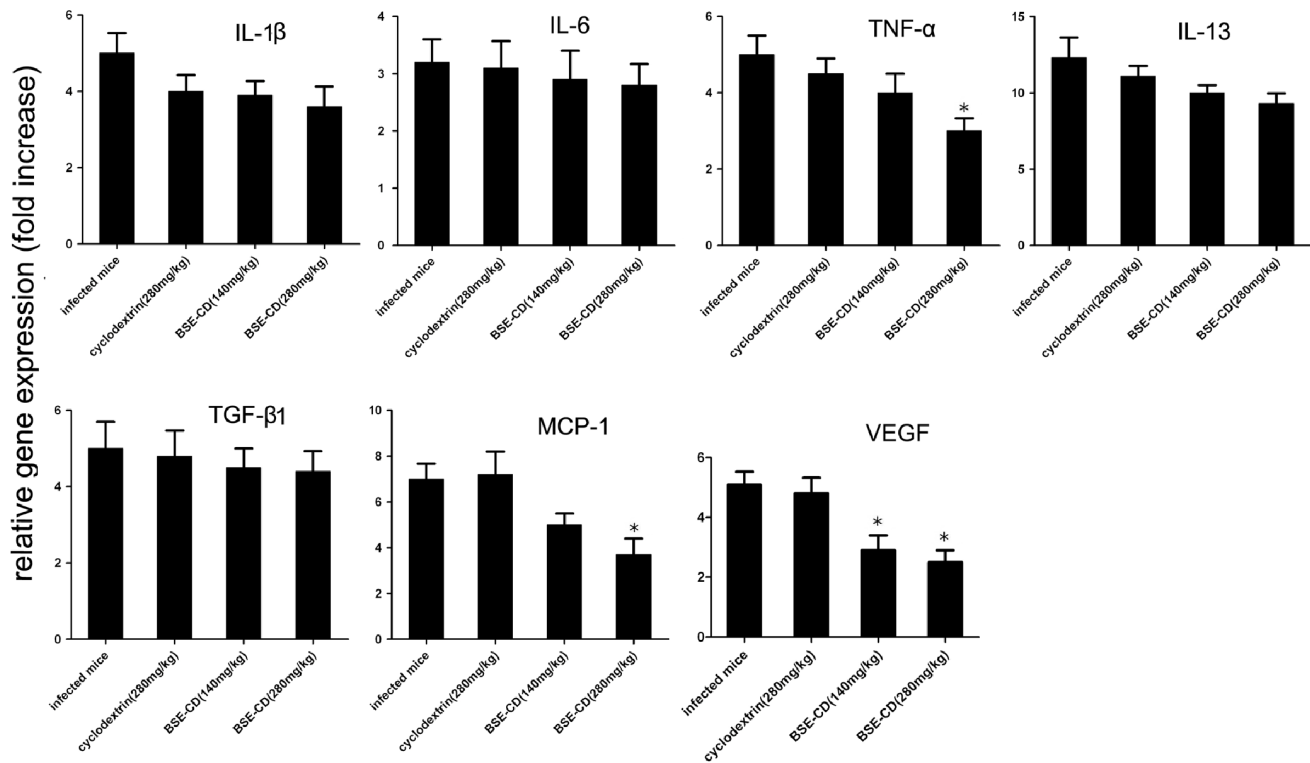 relative gene expression (fold increase)
IL-1β
6
4
2
0
infected mice
cyclodextrin(280mg/kg)
BSE-CD(140mg/kg)
BSE-CD(280mg/kg)
IL-6
4
3
2
1
0
infected mice
cyclodextrin(280mg/kg)
BSE-CD(140mg/kg)
BSE-CD(280mg/kg)
TNF-α
6
4
2
0
*
infected mice
cyclodextrin(280mg/kg)
BSE-CD(140mg/kg)
BSE-CD(280mg/kg)
IL-13
15
10
5
0
infected mice
cyclodextrin(280mg/kg)
BSE-CD(140mg/kg)
BSE-CD(280mg/kg)
TGF-β1
6
4
2
0
infected mice
cyclodextrin(280mg/kg)
BSE-CD(140mg/kg)
BSE-CD(280mg/kg)
MCP-1
10
8
6
4
2
0
*
infected mice
cyclodextrin(280mg/kg)
BSE-CD(140mg/kg)
BSE-CD(280mg/kg)
VEGF
6
4
2
0
*
*
infected mice
cyclodextrin(280mg/kg)
BSE-CD(140mg/kg)
BSE-CD(280mg/kg)